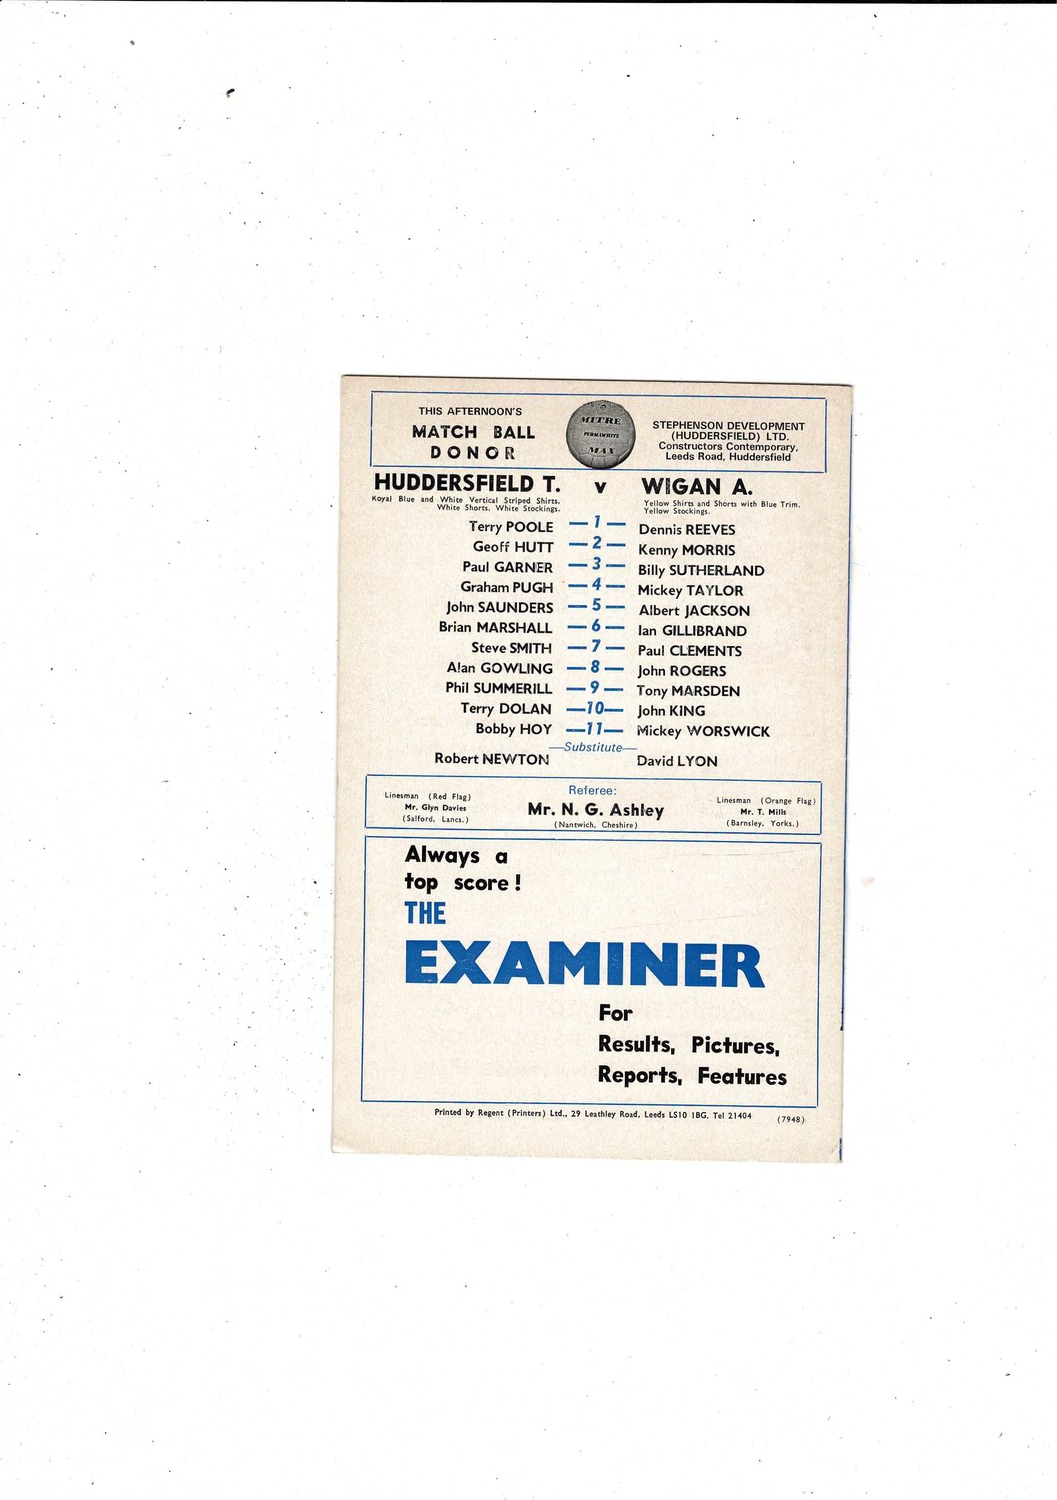 THIS AFTERNOON'S
MATCH BALL
DONOR
MITRE
PERMAWHITE
MAX
STEPHENSON DEVELOPMENT
(HUDDERSFIELD) LTD.
Constructors Contemporary,
Leeds Road, Huddersfield
HUDDERSFIELD T. v WIGAN A.
Royal Blue and White Vertical Striped Shirts,
White Shorts, White Stockings.
Yellow Shirts and Shorts with Blue Trim.
Yellow Stockings.
Terry POOLE —1— Dennis REEVES
Geoff HUTT —2— Kenny MORRIS
Paul GARNER —3— Billy SUTHERLAND
Graham PUGH —4— Mickey TAYLOR
John SAUNDERS —5— Albert JACKSON
Brian MARSHALL —6— Ian GILLIBRAND
Steve SMITH —7— Paul CLEMENTS
Alan GOWLING —8— John ROGERS
Phil SUMMERILL —9— Tony MARSDEN
Terry DOLAN —10— John KING
Bobby HOY —11— Mickey WORSWICK
—Substitute—
Robert NEWTON David LYON
Linesman (Red Flag)
Mr. Glyn Davies
(Salford, Lancs.)
Referee:
Mr. N. G. Ashley
(Nantwich, Cheshire)
Linesman (Orange Flag)
Mr. T. Mills
(Barnsley, Yorks.)
Always a
top score!
THE
EXAMINER
For
Results, Pictures,
Reports, Features
Printed by Regent (Printers) Ltd., 29 Leathley Road, Leeds LS10 1BG. Tel 21404
(7948)